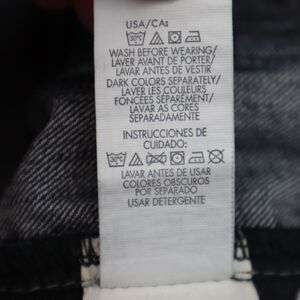 USA/CA:
30°C
WASH BEFORE WEARING/
LAVER AVANT DE PORTER/
LAVAR ANTES DE VESTIR
DARK COLORS SEPARATELY/
LAVER LES COULEURS
FONCÉES SÉPARÉMENT/
LAVAR AS CORES
SEPARADAMENTE
INSTRUCCIONES DE
CUIDADO:
30°C
LAVAR ANTES DE USAR
COLORES OBSCUROS
POR SEPARADO
USAR DETERGENTE